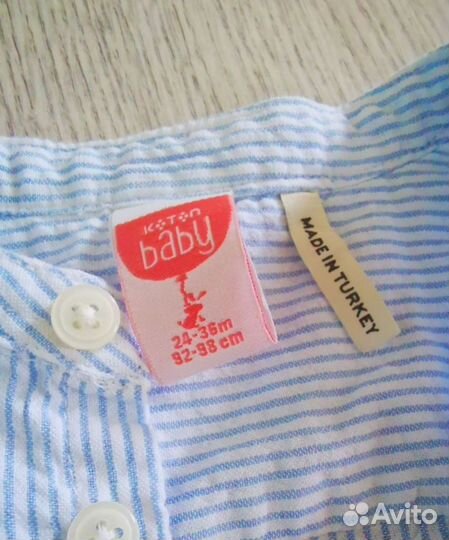 KOTON
baby
24-36m
92-98 cm
MADE IN TURKEY
Avito